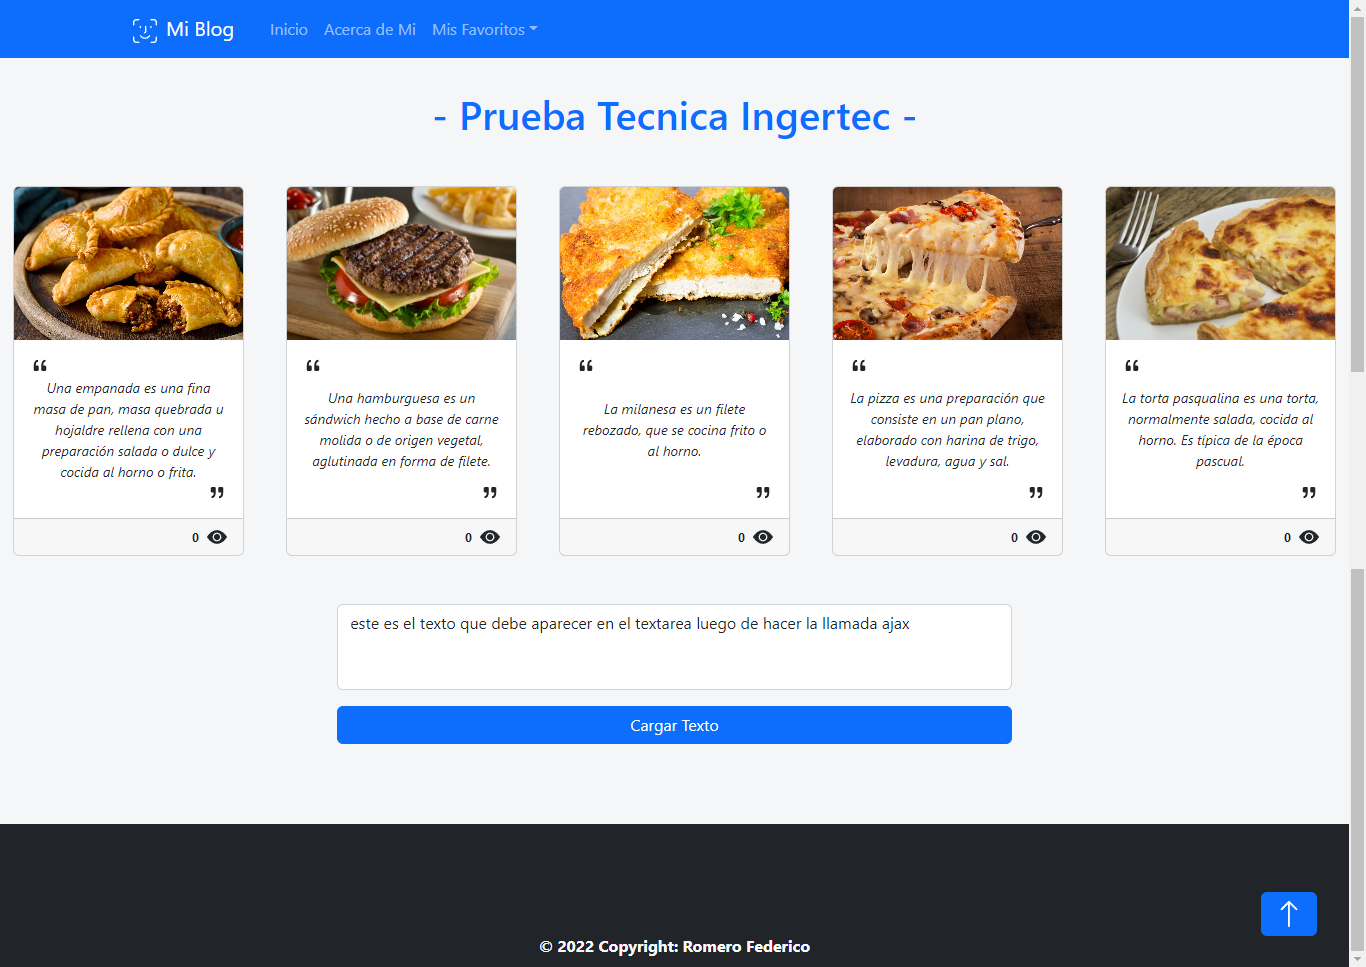 Mi Blog Inicio Acerca de Mi Mis Favoritos
- Prueba Tecnica Ingertec -
“
Una empanada es una fina
masa de pan, masa quebrada u
hojaldre rellena con una
preparación salada o dulce y
cocida al horno o frita.
”
0
“
Una hamburguesa es un
sándwich hecho a base de carne
molida o de origen vegetal,
aglutinada en forma de filete.
”
0
“
La milanesa es un filete
rebozado, que se cocina frito o
al horno.
”
0
“
La pizza es una preparación que
consiste en un pan plano,
elaborado con harina de trigo,
levadura, agua y sal.
”
0
“
La torta pasqualina es una torta,
normalmente salada, cocida al
horno. Es típica de la época
pascual.
”
0
este es el texto que debe aparecer en el textarea luego de hacer la llamada ajax
Cargar Texto
© 2022 Copyright: Romero Federico